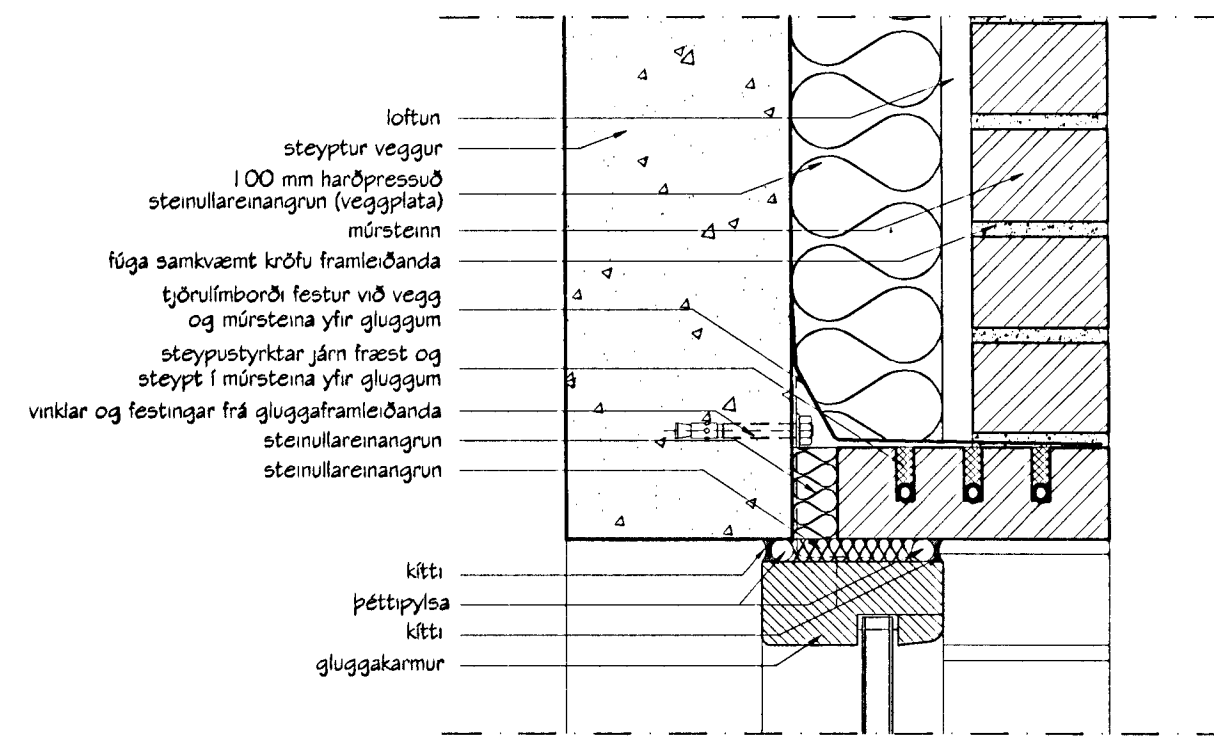 loftun
steyptur veggur
100 mm harðpressuð
steinullareinangrun (veggplata)
múrsteinn
fúga samkvæmt kröfu framleiðanda
tjörulímborði festur við vegg
og múrsteina yfir gluggum
steypustyrktar járn fræst og
steypt í múrsteina yfir gluggum
vinklar og festingar frá gluggaframleiðanda
steinullareinangrun
steinullareinangrun
kítti
þéttipylsa
kítti
gluggakarmur